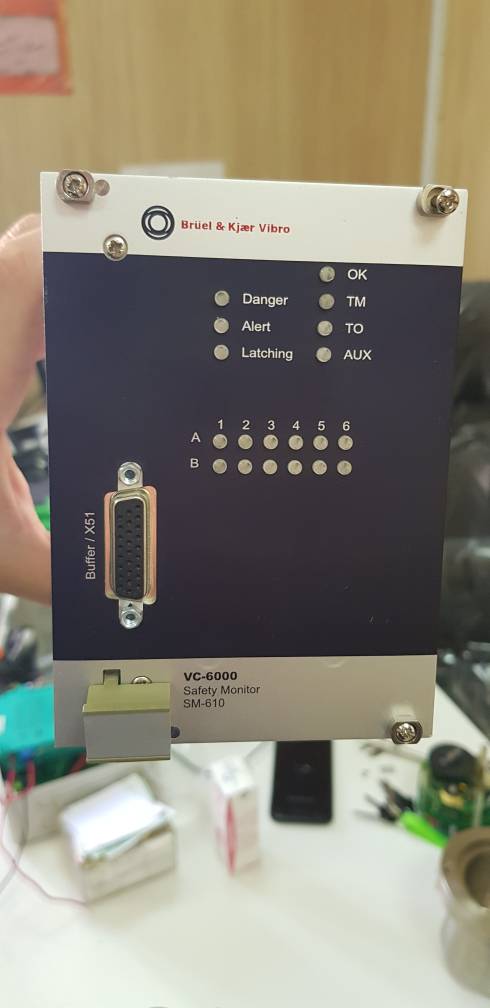 Brüel & Kjær Vibro
OK
Danger
TM
Alert
TO
Latching
AUX
1 2 3 4 5 6
A
B
Buffer / X51
VC-6000
Safety Monitor
SM-610